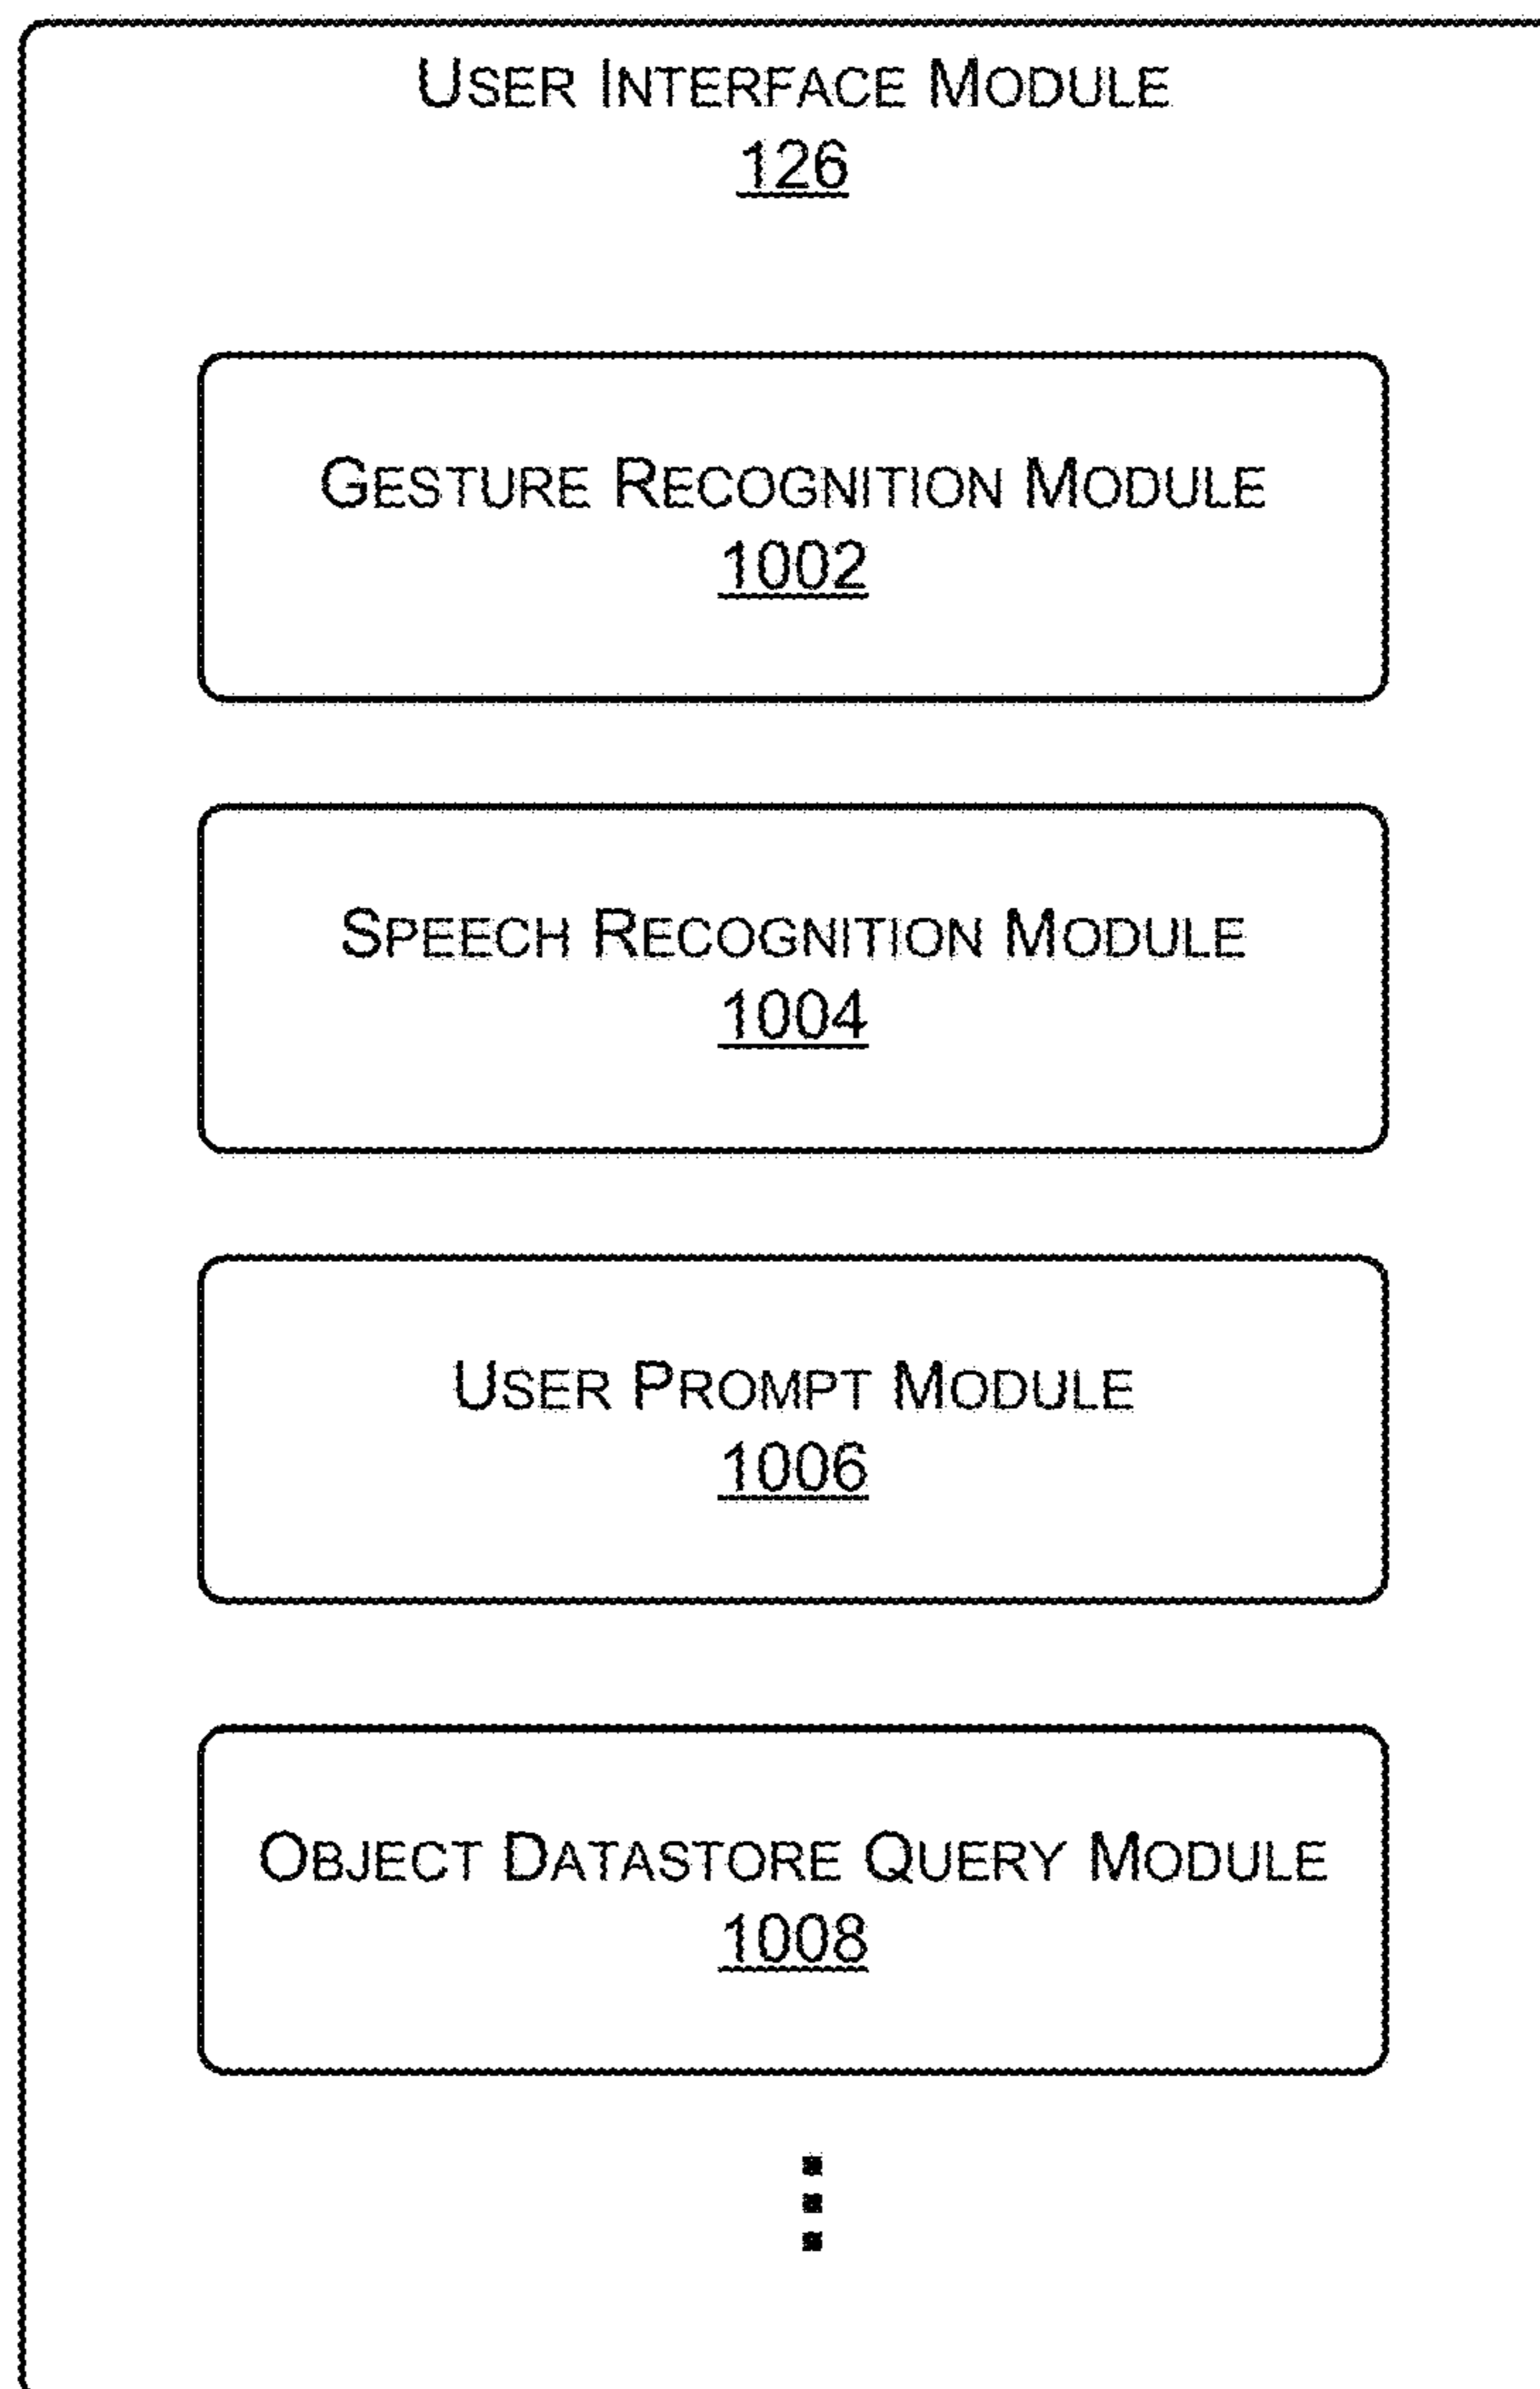 USER INTERFACE MODULE
126
GESTURE RECOGNITION MODULE
1002
SPEECH RECOGNITION MODULE
1004
USER PROMPT MODULE
1006
OBJECT DATASTORE QUERY MODULE
1008